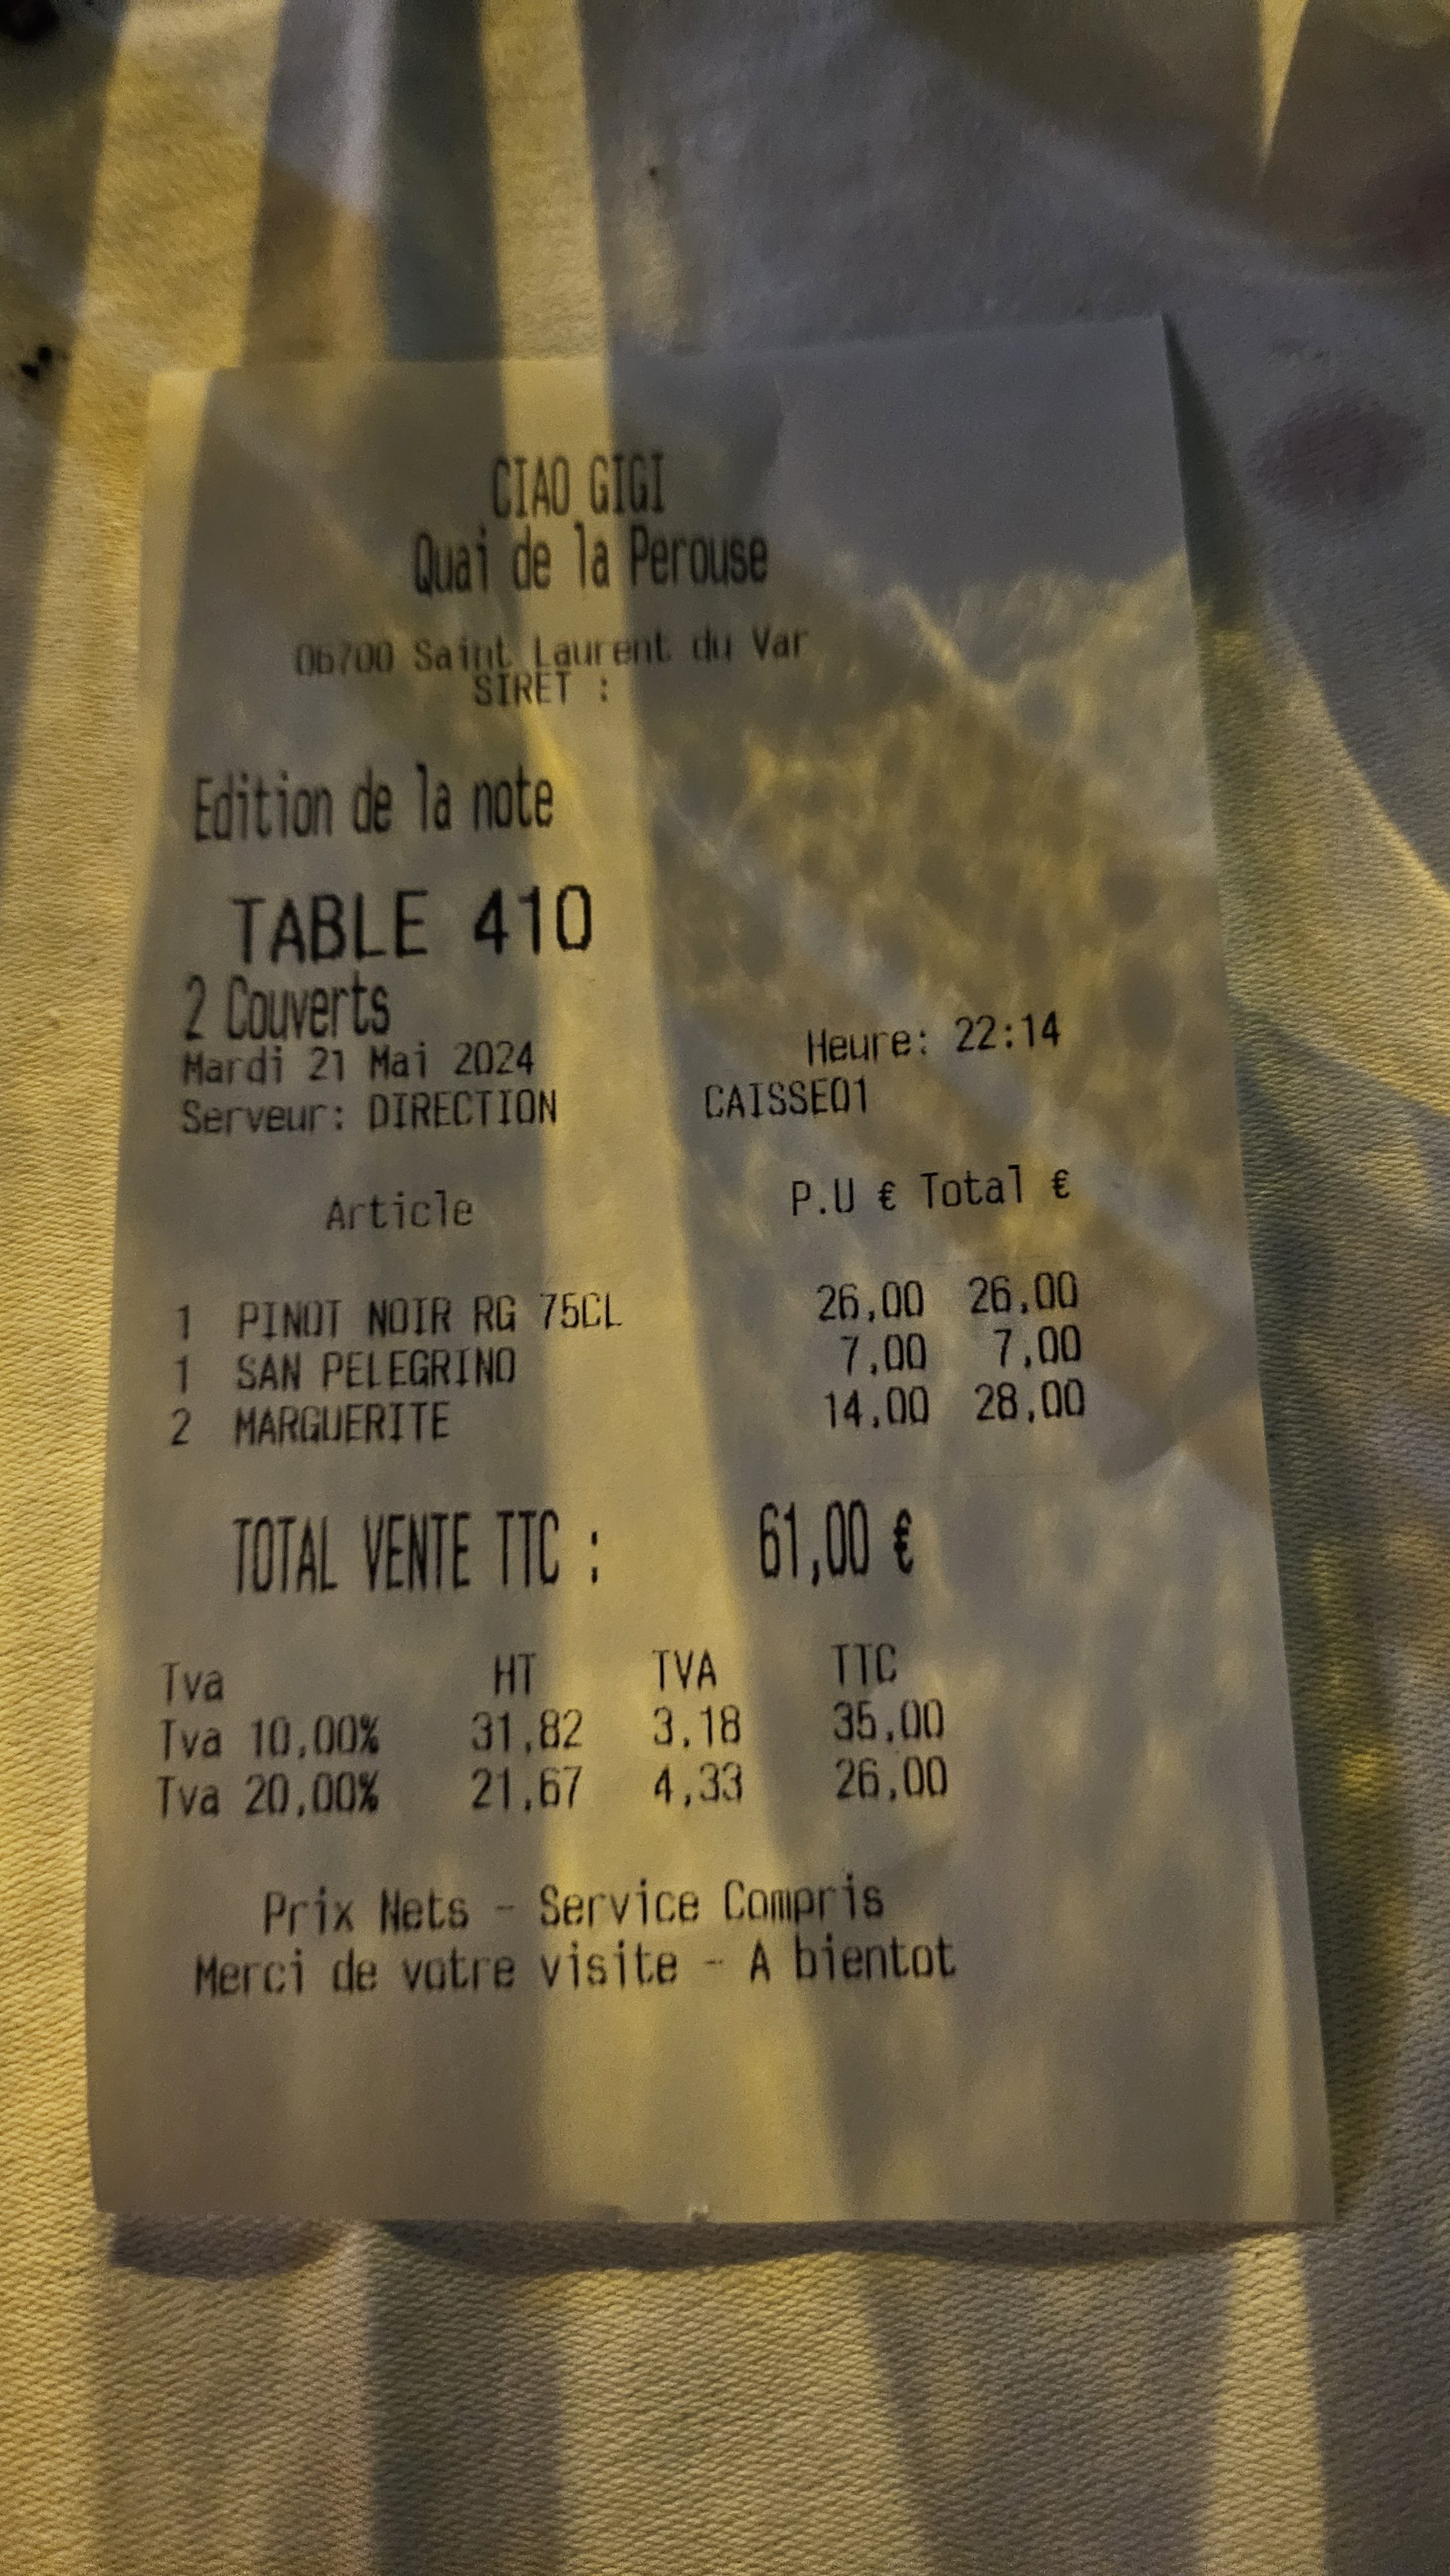 CIAO GIGI
Quai de la Perouse
06700 Saint Laurent du Var
SIRET :
Edition de la note
TABLE 410
2 Couverts
Mardi 21 Mai 2024 Heure: 22:14
Serveur: DIRECTION CAISSE01
Article P.U € Total €
1 PINOT NOIR RG 75CL 26,00 26,00
1 SAN PELEGRINO 7,00 7,00
2 MARGUERITE 14,00 28,00
TOTAL VENTE TTC : 61,00 €
Tva HT TVA TTC
Tva 10,00% 31,82 3,18 35,00
Tva 20,00% 21,67 4,33 26,00
Prix Nets - Service Compris
Merci de votre visite - A bientot